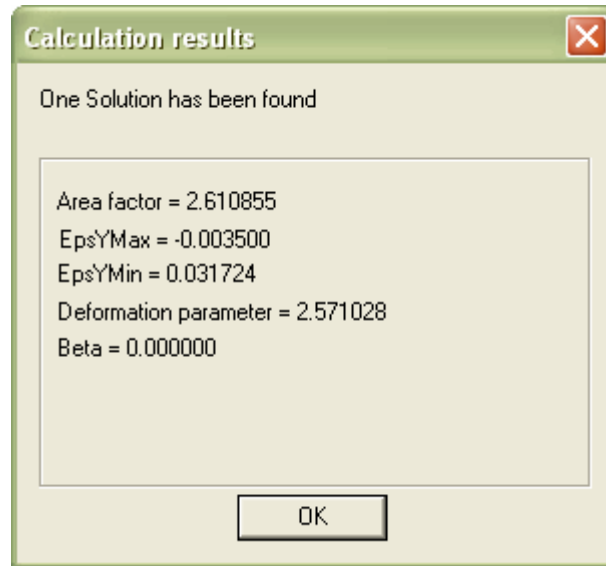 Calculation results
One Solution has been found
Area factor = 2.610855
EpsYMax = -0.003500
EpsYMin = 0.031724
Deformation parameter = 2.571028
Beta = 0.000000
OK